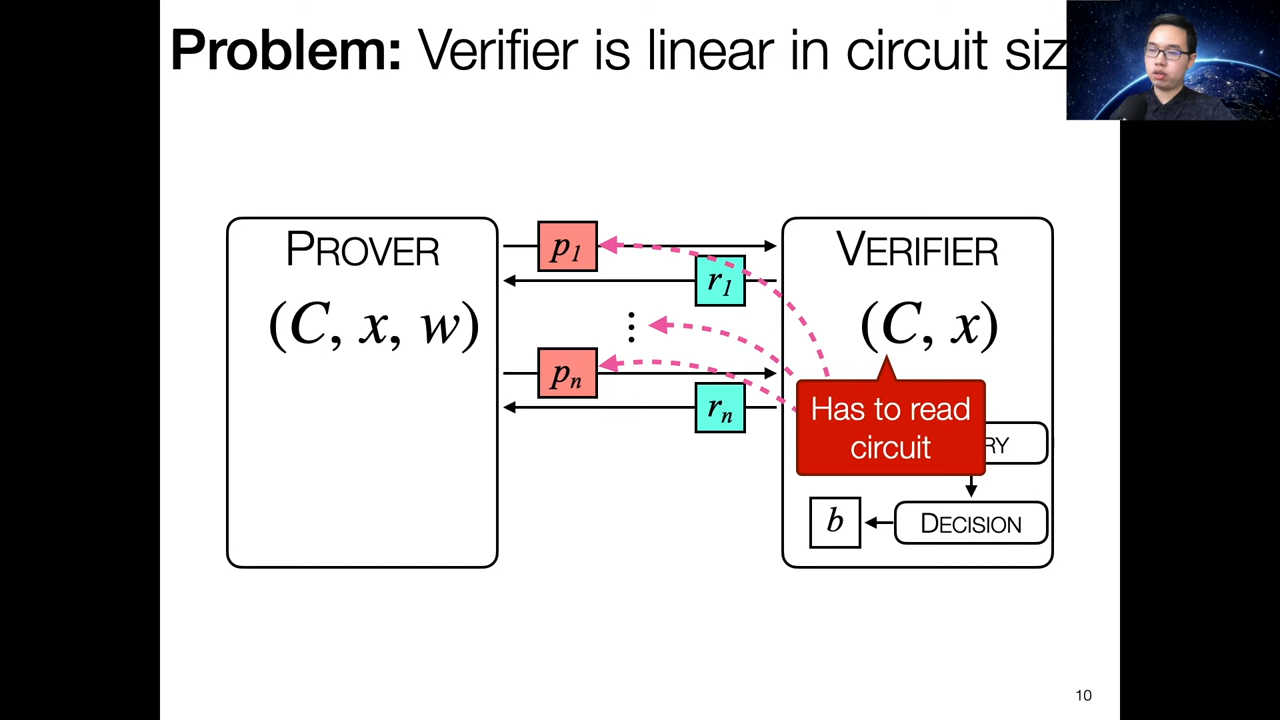 Problem: Verifier is linear in circuit siz
PROVER
(C, x, w)
p1
r1
⋮
pn
rn
VERIFIER
(C, x)
Has to read
circuit
RY
DECISION
b
10